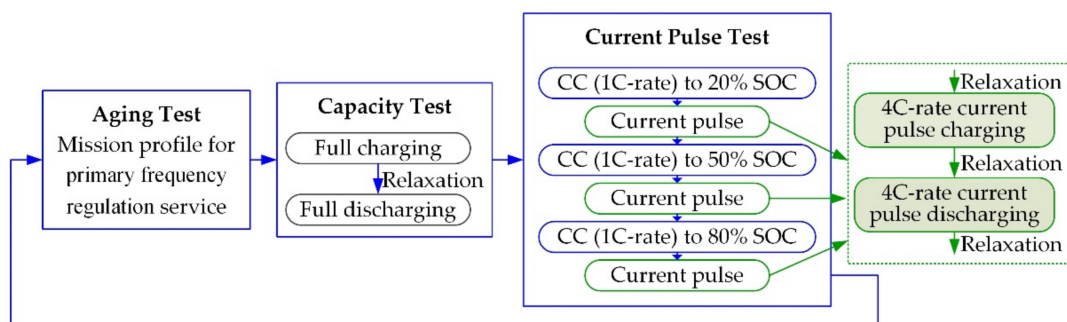 Aging Test
Mission profile for
primary frequency
regulation service
Capacity Test
Full charging
Relaxation
Full discharging
Current Pulse Test
CC (1C-rate) to 20% SOC
Current pulse
CC (1C-rate) to 50% SOC
Current pulse
CC (1C-rate) to 80% SOC
Current pulse
Relaxation
4C-rate current
pulse charging
Relaxation
4C-rate current
pulse discharging
Relaxation